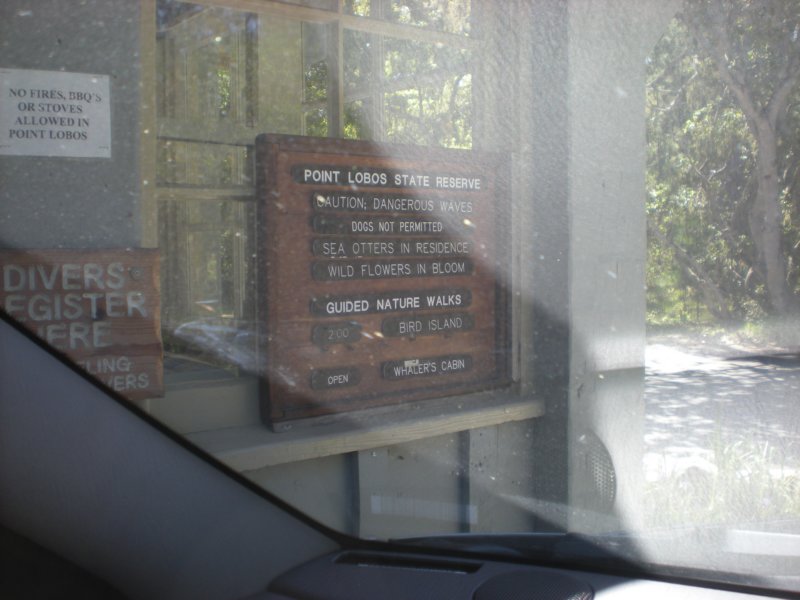 NO FIRES, BBQ'S
OR STOVES
ALLOWED IN
POINT LOBOS
POINT LOBOS STATE RESERVE
CAUTION; DANGEROUS WAVES
DOGS NOT PERMITTED
SEA OTTERS IN RESIDENCE
WILD FLOWERS IN BLOOM
GUIDED NATURE WALKS
2:00 BIRD ISLAND
OPEN WHALER'S CABIN
DIVERS
EGISTER
ERE